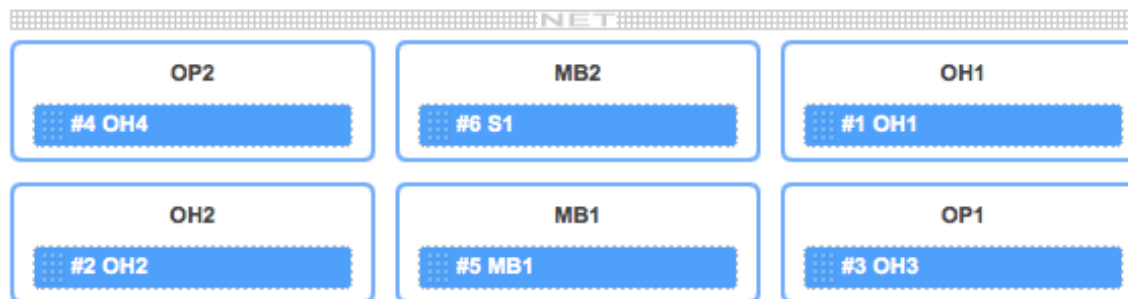 NET
OP2 MB2 OH1
#4 OH4 #6 S1 #1 OH1
OH2 MB1 OP1
#2 OH2 #5 MB1 #3 OH3